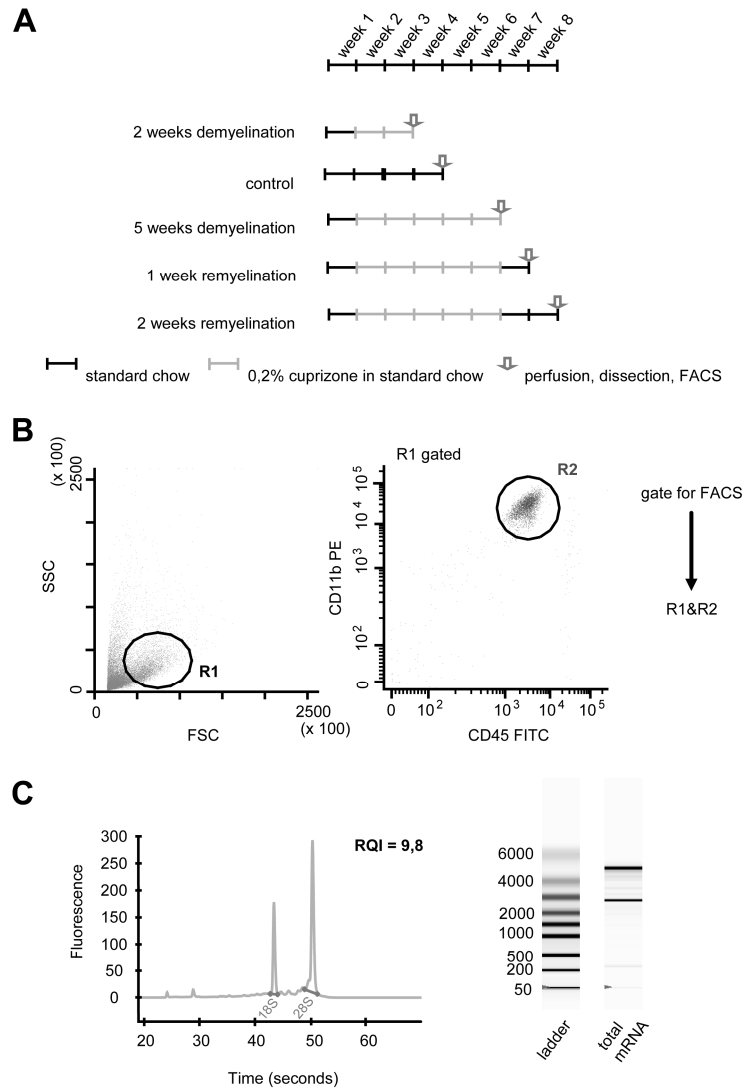 A
week 1
week 2
week 3
week 4
week 5
week 6
week 7
week 8
2 weeks demyelination
control
5 weeks demyelination
1 week remyelination
2 weeks remyelination
standard chow
0,2% cuprizone in standard chow
perfusion, dissection, FACS
B
(x 100)
2500
SSC
0
R1
0
2500
(x 100)
FSC
R1 gated
R2
CD11b PE
10^5
10^4
10^3
10^2
0
0
10^2
10^3
10^4
10^5
CD45 FITC
gate for FACS
R1&R2
C
RQI = 9,8
Fluorescence
300
250
200
150
100
50
0
18S
28S
20
30
40
50
60
Time (seconds)
6000
4000
2000
1000
500
200
50
ladder
total
mRNA